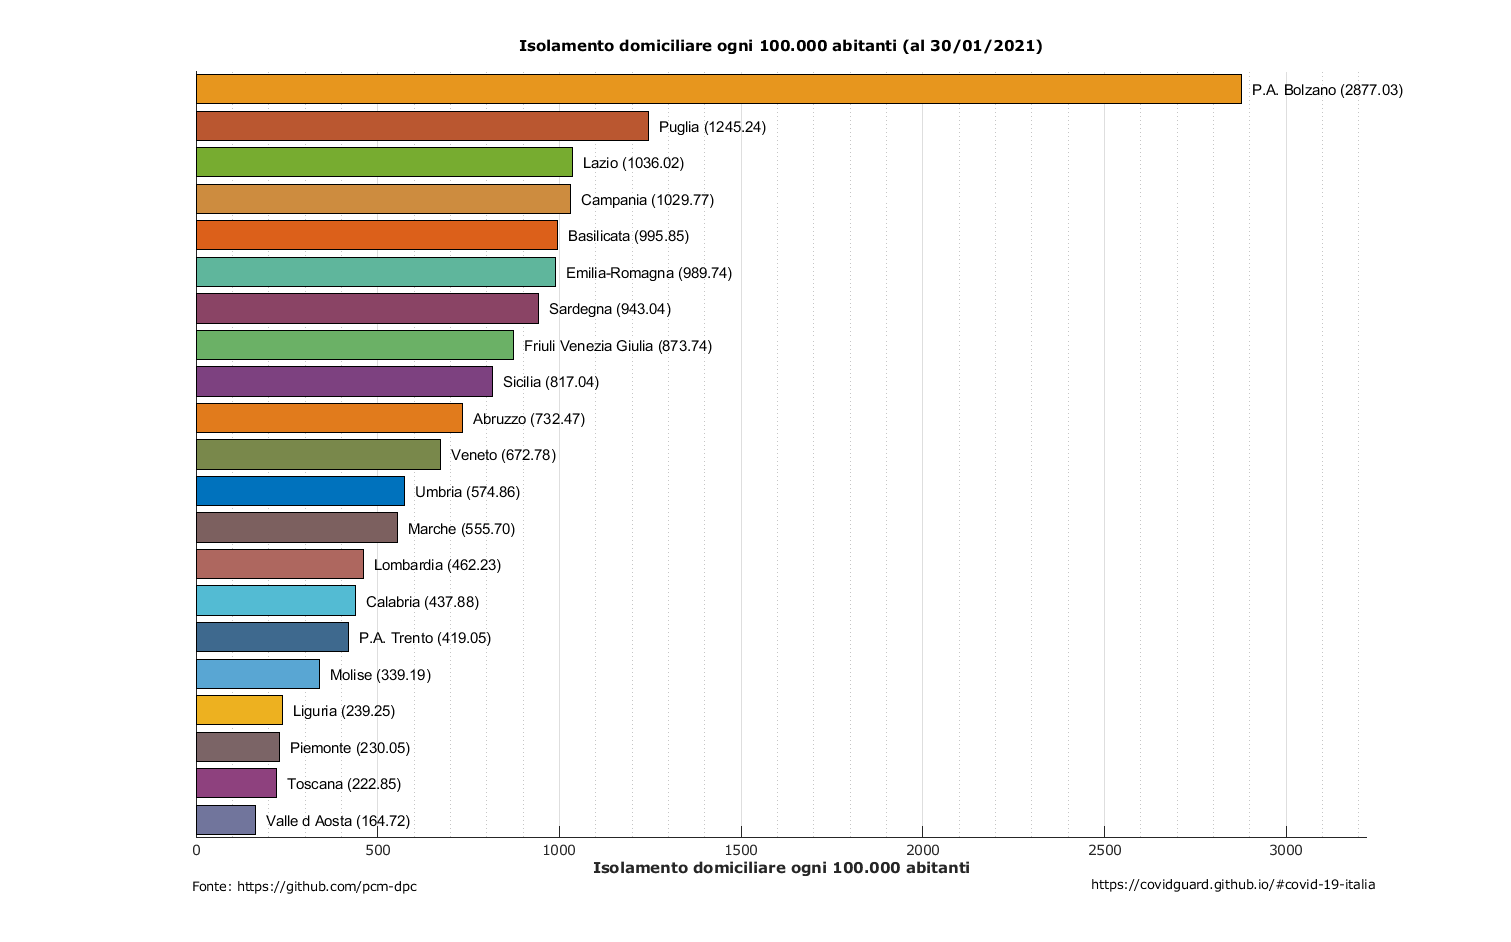 Isolamento domiciliare ogni 100.000 abitanti (al 30/01/2021)
P.A. Bolzano (2877.03)
Puglia (1245.24)
Lazio (1036.02)
Campania (1029.77)
Basilicata (995.85)
Emilia-Romagna (989.74)
Sardegna (943.04)
Friuli Venezia Giulia (873.74)
Sicilia (817.04)
Abruzzo (732.47)
Veneto (672.78)
Umbria (574.86)
Marche (555.70)
Lombardia (462.23)
Calabria (437.88)
P.A. Trento (419.05)
Molise (339.19)
Liguria (239.25)
Piemonte (230.05)
Toscana (222.85)
Valle d Aosta (164.72)
0 500 1000 1500 2000 2500 3000
Isolamento domiciliare ogni 100.000 abitanti
Fonte: https://github.com/pcm-dpc
https://covidguard.github.io/#covid-19-italia